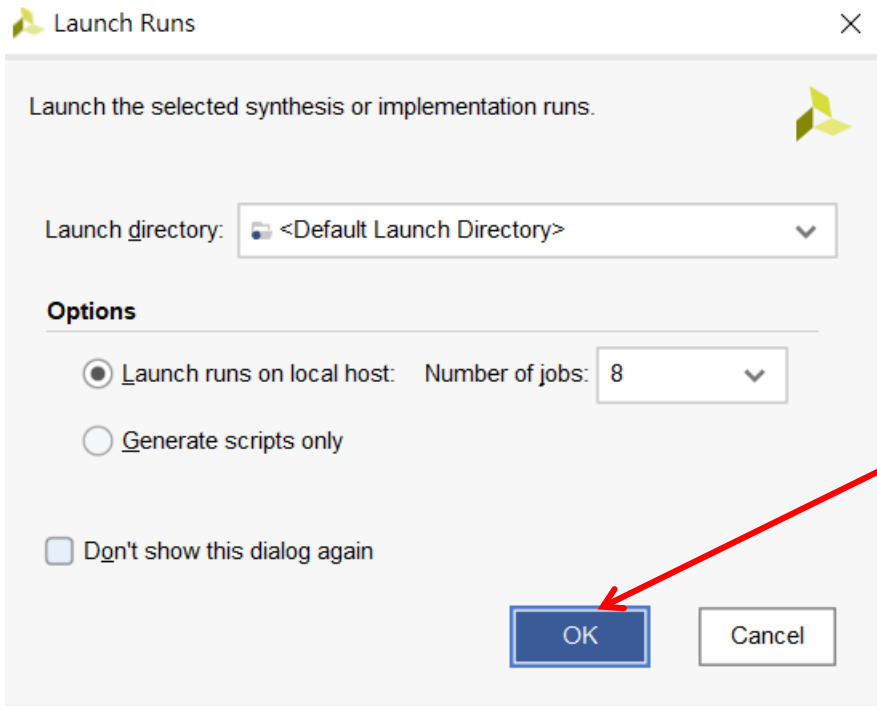 Launch Runs
Launch the selected synthesis or implementation runs.
Launch directory: <Default Launch Directory>
Options
Launch runs on local host: Number of jobs: 8
Generate scripts only
Don't show this dialog again
OK Cancel